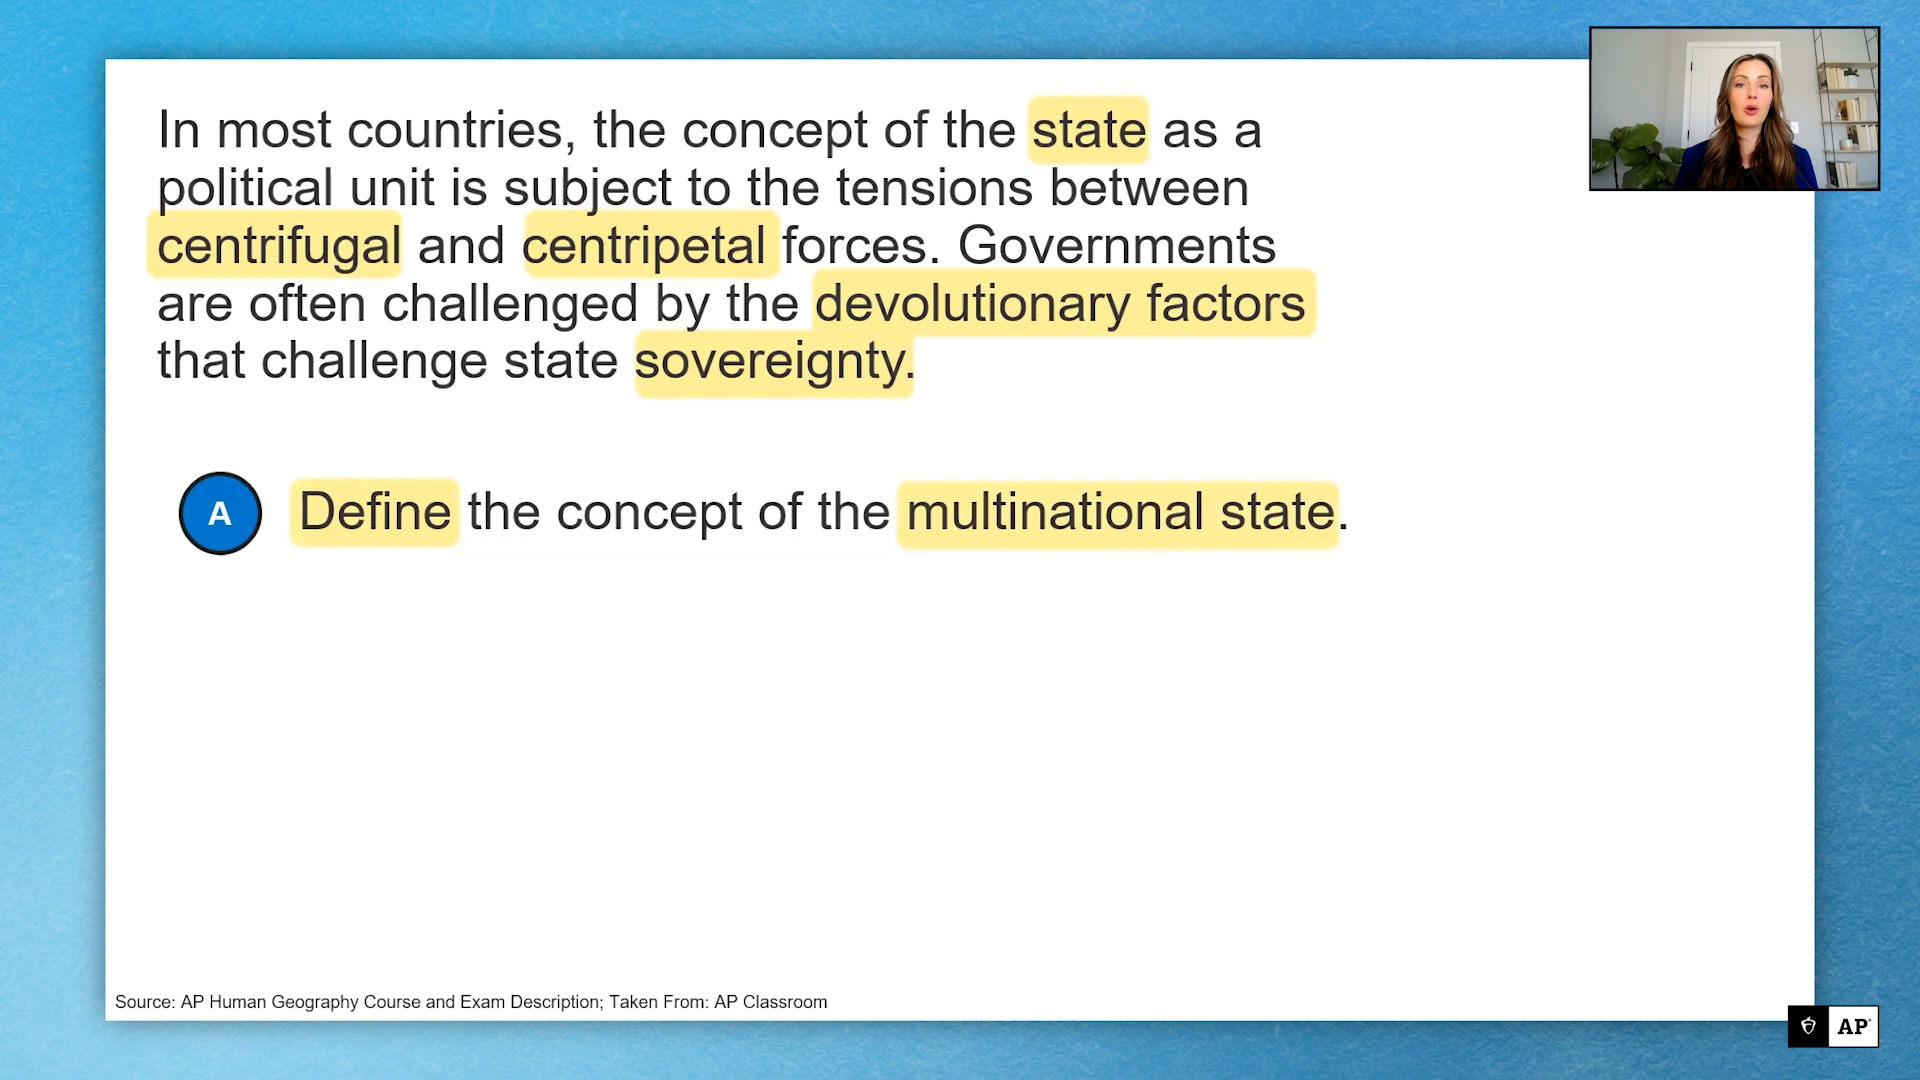 In most countries, the concept of the state as a
political unit is subject to the tensions between
centrifugal and centripetal forces. Governments
are often challenged by the devolutionary factors
that challenge state sovereignty.
A Define the concept of the multinational state.
Source: AP Human Geography Course and Exam Description; Taken From: AP Classroom
AP